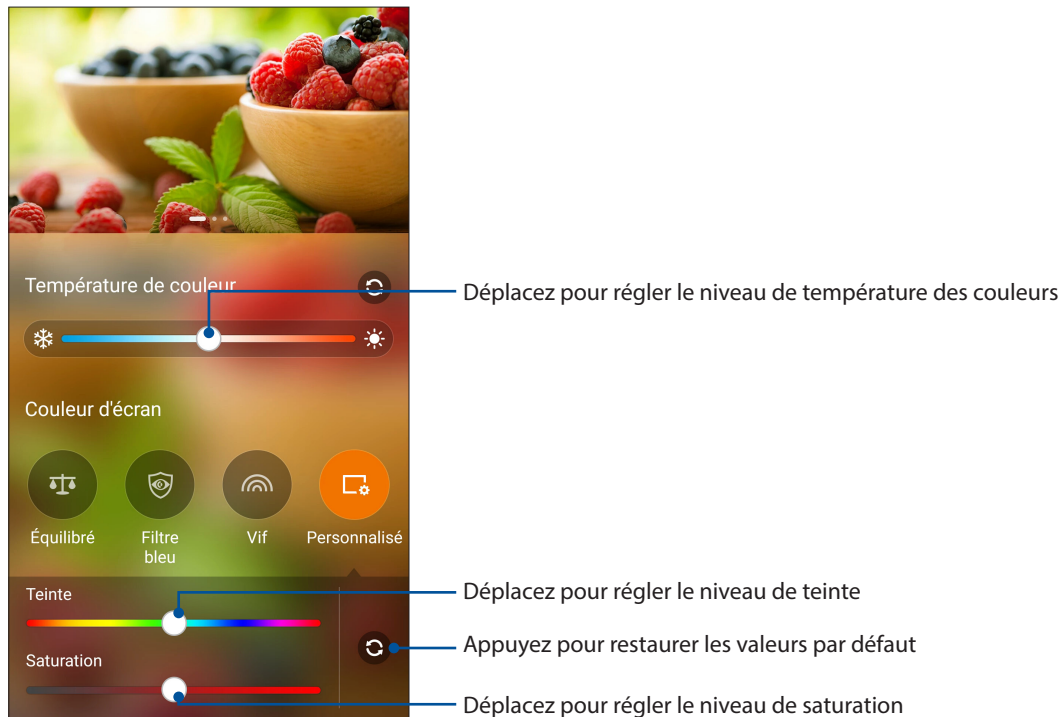 Température de couleur
Déplacez pour régler le niveau de température des couleurs
Couleur d'écran
Équilibré
Filtre
bleu
Vif
Personnalisé
Teinte
Déplacez pour régler le niveau de teinte
Appuyez pour restaurer les valeurs par défaut
Saturation
Déplacez pour régler le niveau de saturation